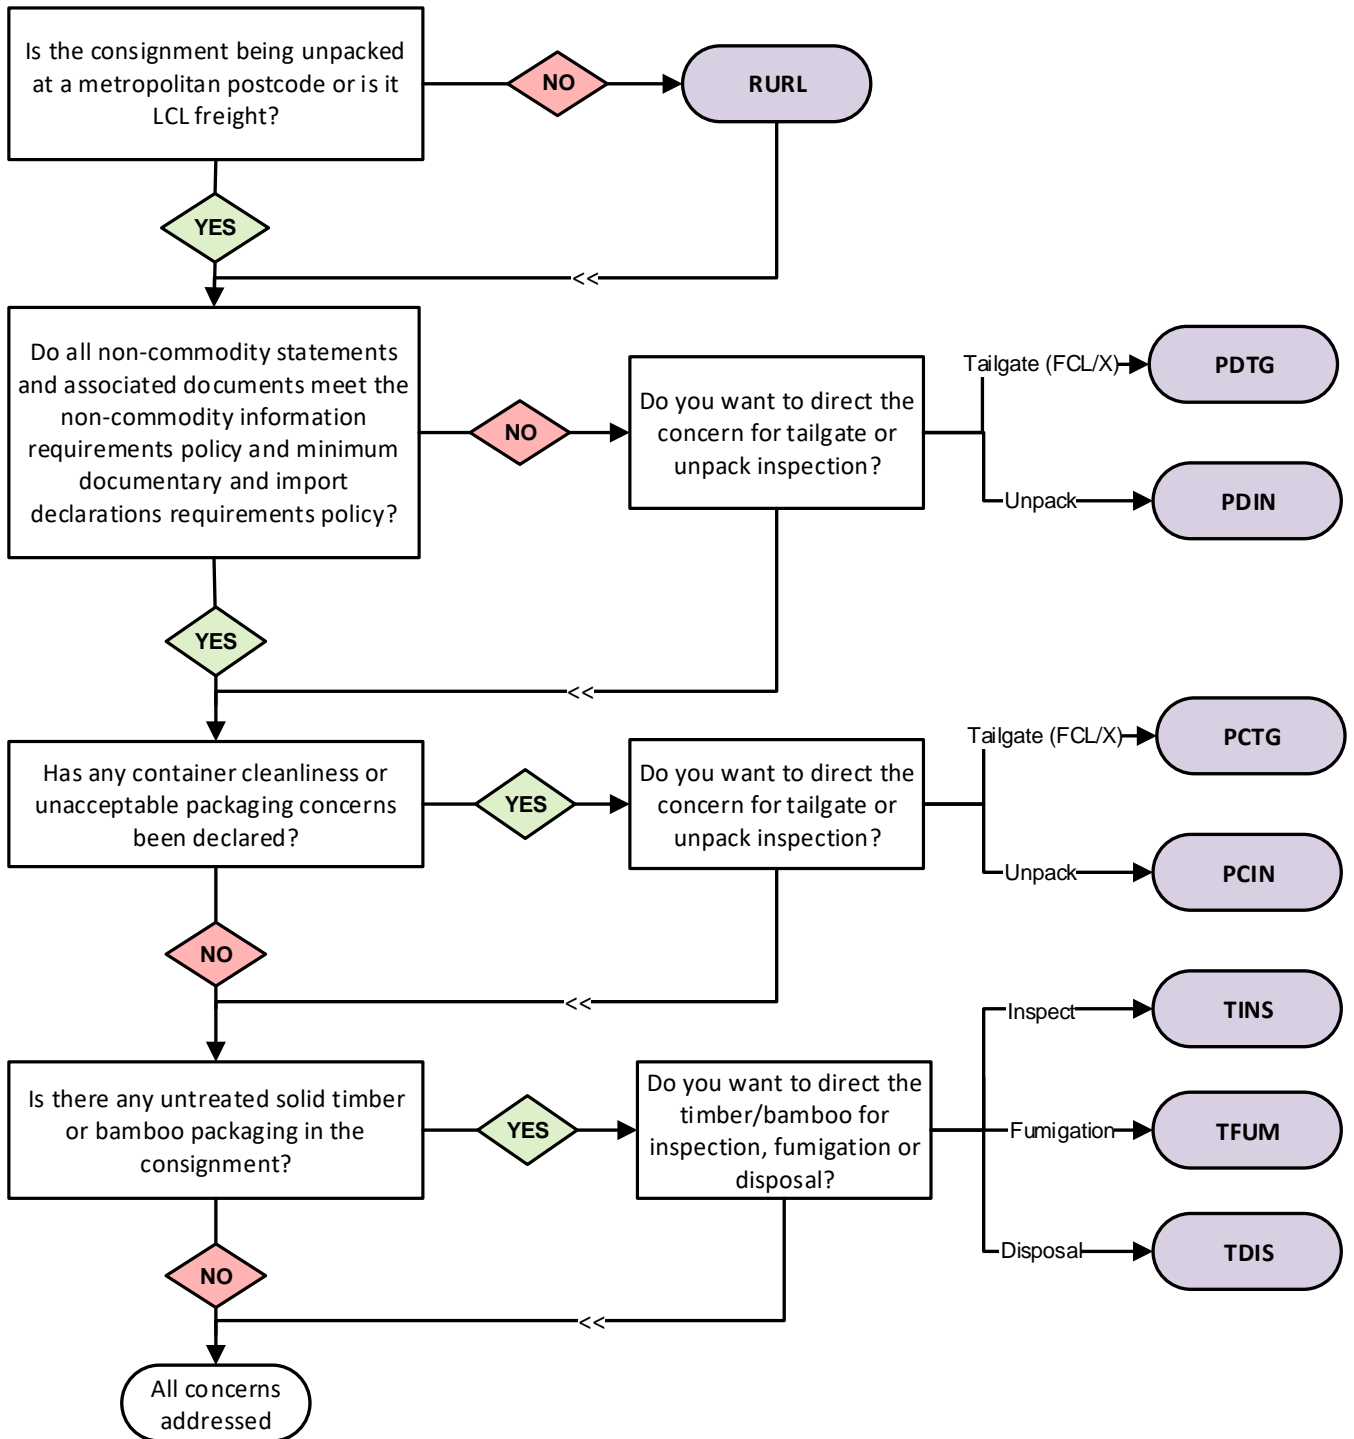 Is the consignment being unpacked
at a metropolitan postcode or is it
LCL freight?
NO
RURL
YES
<<
Do all non-commodity statements
and associated documents meet the
non-commodity information
requirements policy and minimum
documentary and import
declarations requirements policy?
NO
Do you want to direct the
concern for tailgate or
unpack inspection?
Tailgate (FCL/X)
PDTG
Unpack
PDIN
YES
<<
Has any container cleanliness or
unacceptable packaging concerns
been declared?
YES
Do you want to direct the
concern for tailgate or
unpack inspection?
Tailgate (FCL/X)
PCTG
Unpack
PCIN
NO
<<
Is there any untreated solid timber
or bamboo packaging in the
consignment?
YES
Do you want to direct the
timber/bamboo for
inspection, fumigation or
disposal?
Inspect
TINS
Fumigation
TFUM
Disposal
TDIS
NO
<<
All concerns
addressed